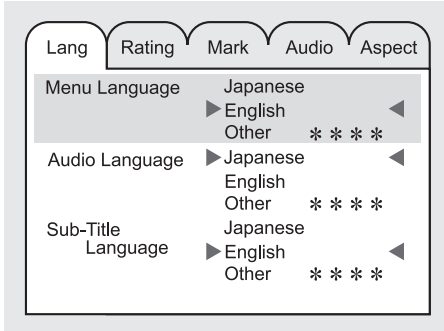 Lang Rating Mark Audio Aspect
Menu Language Japanese
English
Other ＊＊＊＊
Audio Language Japanese
English
Other ＊＊＊＊
Sub-Title Japanese
Language English
Other ＊＊＊＊